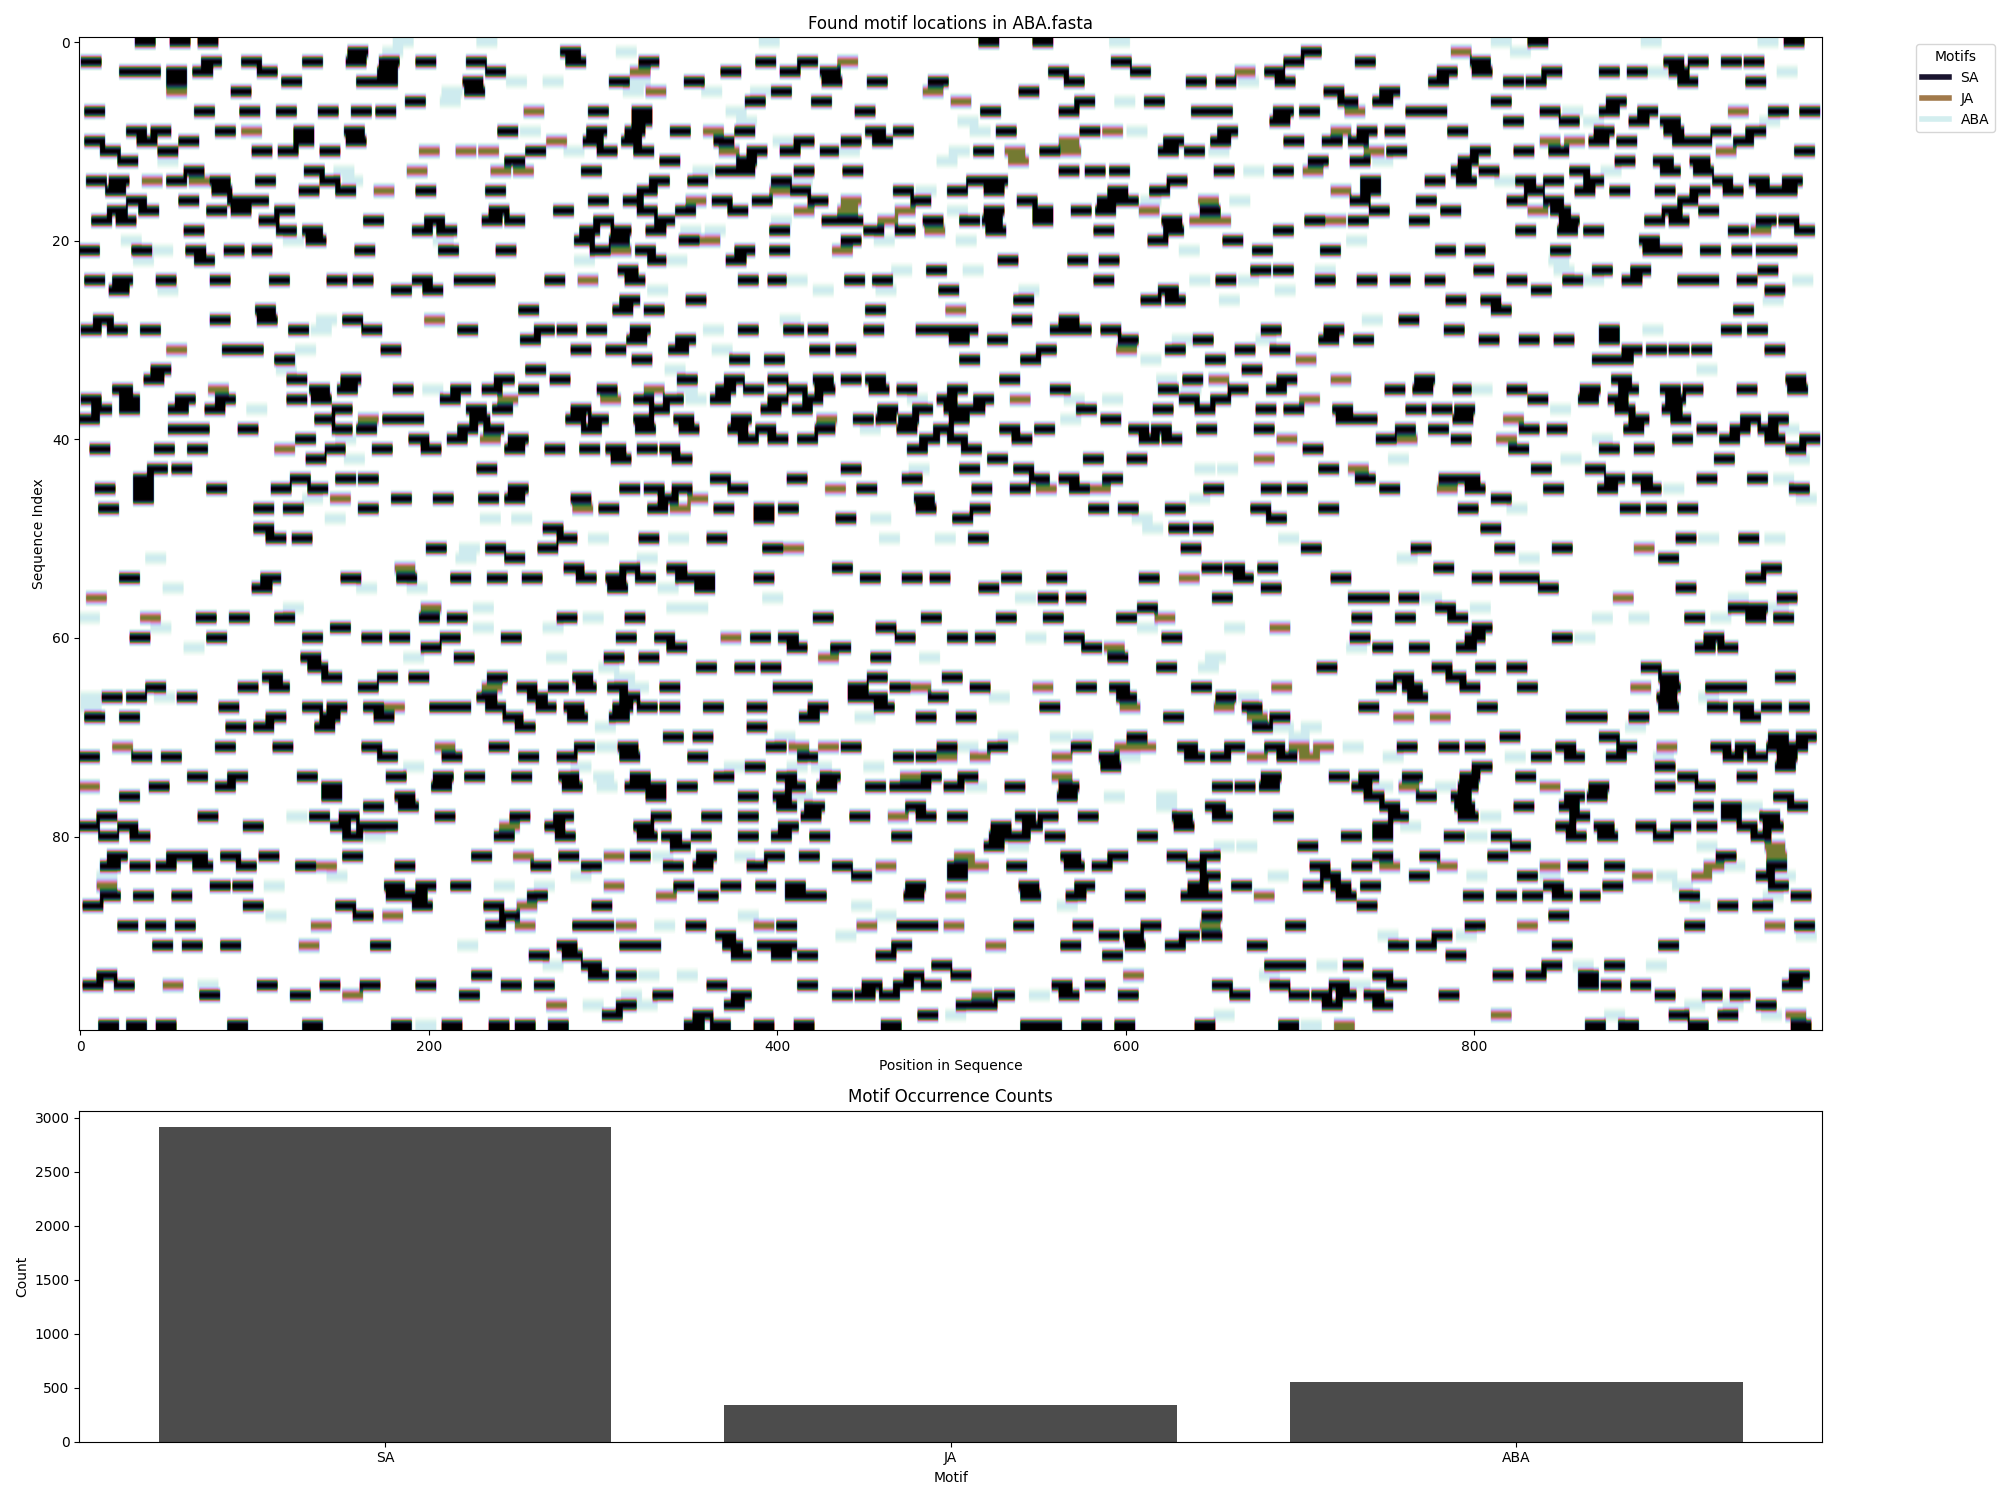 Found motif locations in ABA.fasta
Motifs
SA
JA
ABA
Sequence Index
0
20
40
60
80
0 200 400 600 800
Position in Sequence
Motif Occurrence Counts
Count
3000
2500
2000
1500
1000
500
0
SA JA ABA
Motif